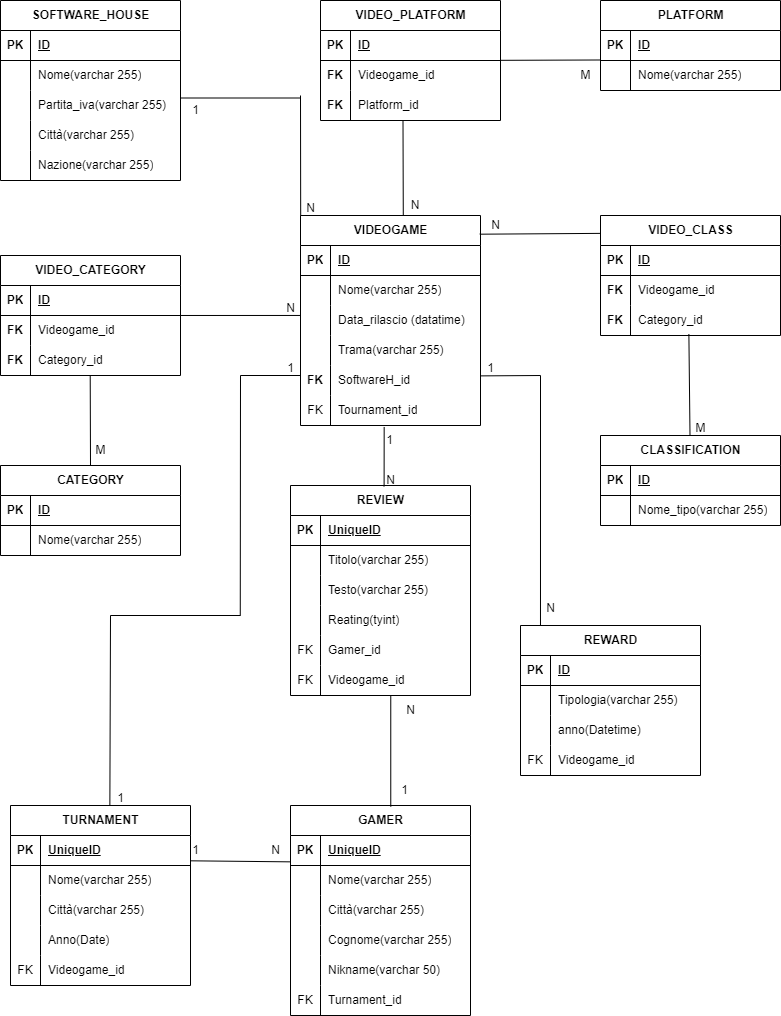 SOFTWARE_HOUSE
PK ID
Nome(varchar 255)
Partita_iva(varchar 255)
Città(varchar 255)
Nazione(varchar 255)
1
N
VIDEO_PLATFORM
PK ID
FK Videogame_id
FK Platform_id
M
N
PLATFORM
PK ID
Nome(varchar 255)
VIDEO_CATEGORY
PK ID
FK Videogame_id
FK Category_id
N
M
VIDEOGAME
PK ID
Nome(varchar 255)
Data_rilascio (datatime)
Trama(varchar 255)
FK SoftwareH_id
FK Tournament_id
N
VIDEO_CLASS
PK ID
FK Videogame_id
FK Category_id
M
1
1
1
N
CATEGORY
PK ID
Nome(varchar 255)
REVIEW
PK UniqueID
Titolo(varchar 255)
Testo(varchar 255)
Reating(tyint)
FK Gamer_id
FK Videogame_id
CLASSIFICATION
PK ID
Nome_tipo(varchar 255)
N
REWARD
PK ID
Tipologia(varchar 255)
anno(Datetime)
FK Videogame_id
N
1
1
TURNAMENT
PK UniqueID
Nome(varchar 255)
Città(varchar 255)
Anno(Date)
FK Videogame_id
1
N
GAMER
PK UniqueID
Nome(varchar 255)
Città(varchar 255)
Cognome(varchar 255)
Nikname(varchar 50)
FK Turnament_id